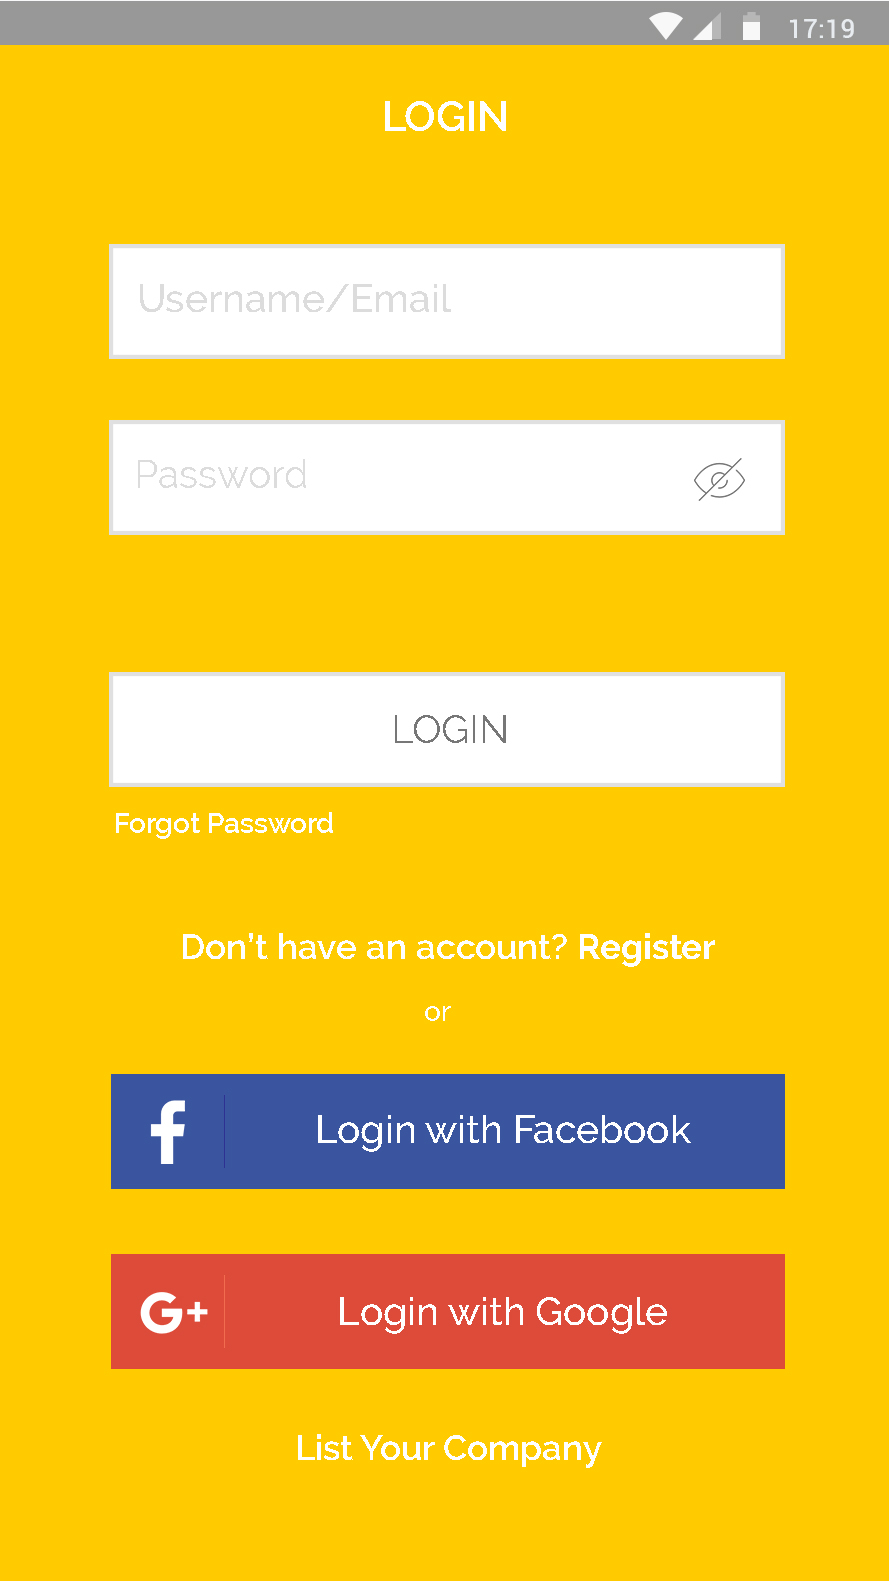 17:19
LOGIN
Username/Email
Password
LOGIN
Forgot Password
Don't have an account? Register
or
f
Login with Facebook
G+
Login with Google
List Your Company